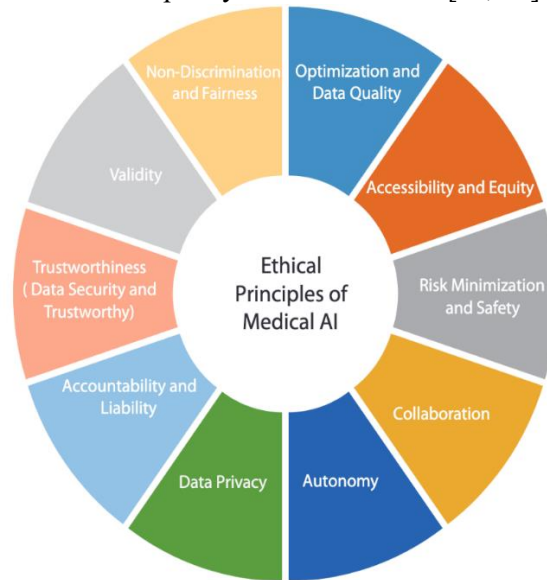 Non-Discrimination
and Fairness
Optimization and
Data Quality
Accessibility and Equity
Risk Minimization
and Safety
Collaboration
Autonomy
Data Privacy
Accountability and
Liability
Trustworthiness
( Data Security and
Trustworthy)
Validity
Ethical
Principles of
Medical AI